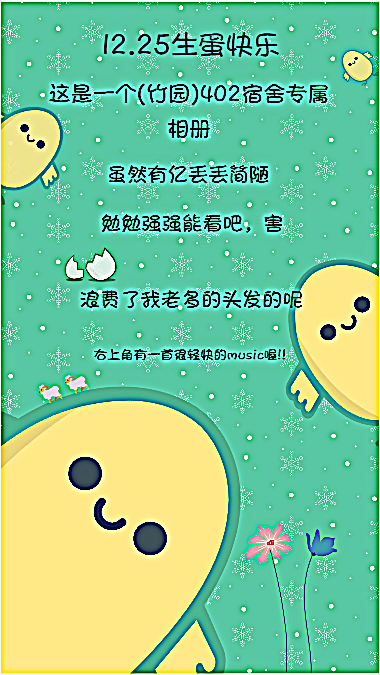 12.25生蛋快乐
这是一个(竹园)402宿舍专属
相册
虽然有亿丢丢简陋
勉勉强强能看吧，害
浪费了我老多的头发的呢
右上角有一首很轻快的music喔!!